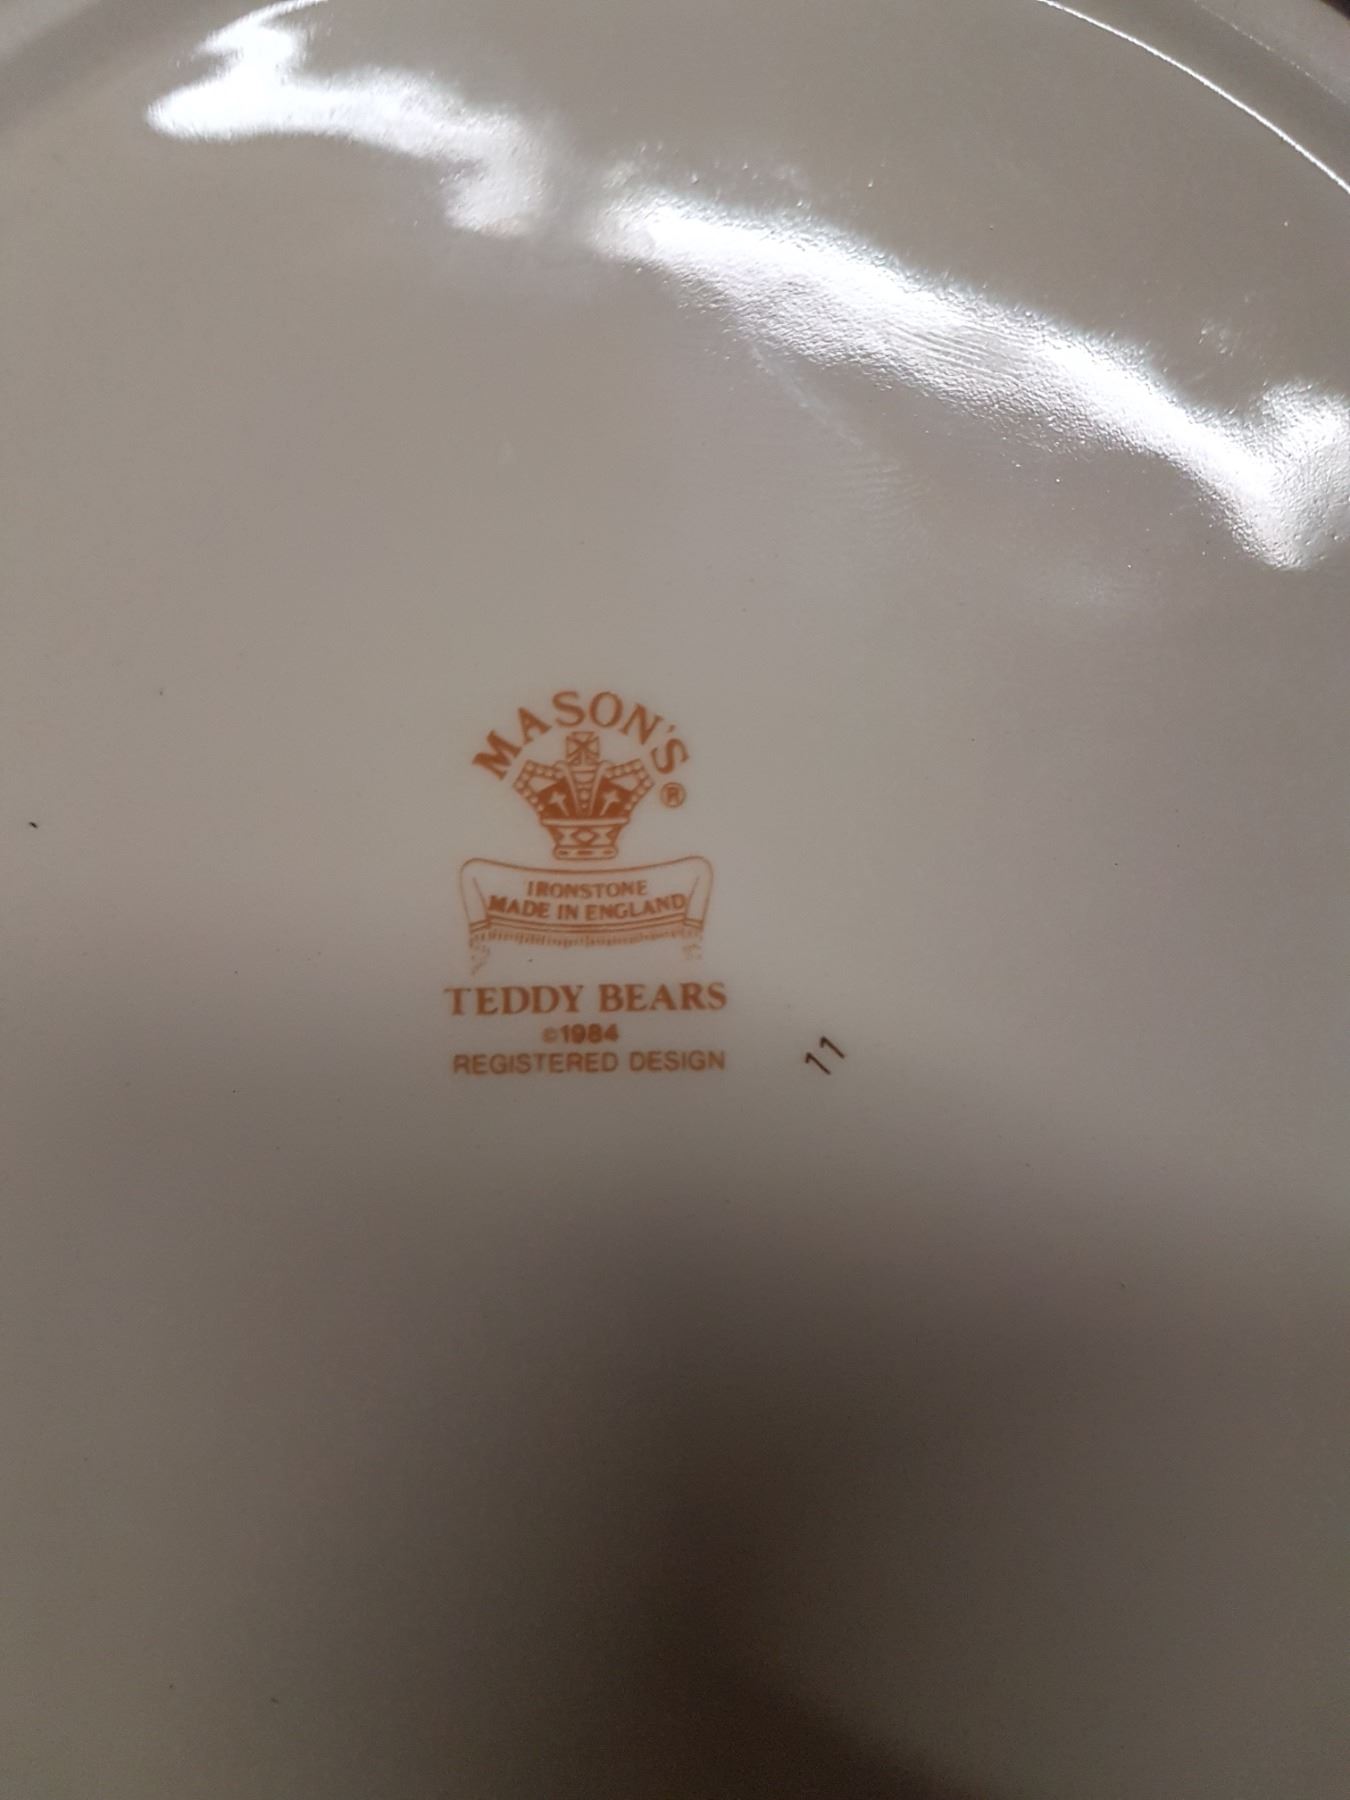 MASON'S ®
IRONSTONE
MADE IN ENGLAND
TEDDY BEARS
©1984
REGISTERED DESIGN
11